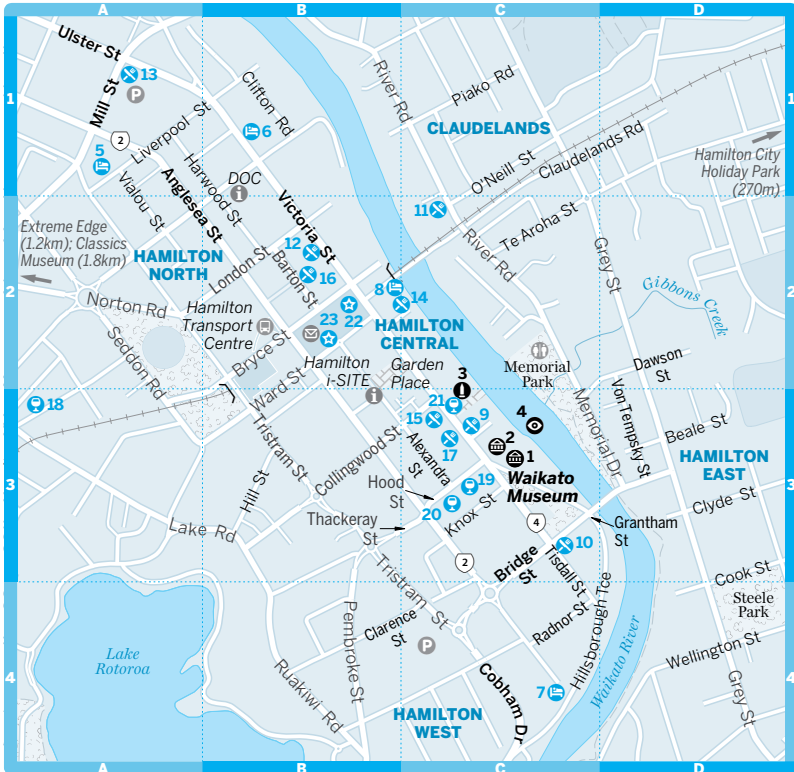 A B C D
Ulster St
13
P
Mill St
1
2
5
Liverpool St
Vialou St
Anglesea St
Harwood St
Clifton Rd
6
DOC
Victoria St
River Rd
Piako Rd
CLAUDELANDS
O'Neill St
Claudelands Rd
1
Hamilton City
Holiday Park
(270m)
11
Te Aroha St
River Rd
Grey St
Gibbons Creek
Extreme Edge
(1.2km); Classics
Museum (1.8km)
HAMILTON
NORTH
London St
12
Barton St
16
2
Norton Rd
Seddon Rd
Hamilton
Transport
Centre
Bryce St
23
22
8
14
HAMILTON
CENTRAL
Ward St
Hamilton
i-SITE
Garden
Place
3
Memorial
Park
Dawson
St
2
18
Tristram St
21
15
9
17
4
2
1
Waikato
Museum
Memorial Dr
Von Tempsky St
Beale St
HAMILTON
EAST
Clyde St
3
Collingwood St
Alexandra
St
Hood
St
19
20
Knox St
Hill St
Lake Rd
Thackeray
St
4
Grantham
St
10
2
Bridge
St
Tisdall St
3
Cook St
Steele
Park
Tristram St
Clarence
St
P
Pembroke St
Radnor St
Hillsborough Tce
Waikato River
Wellington St
Grey St
Lake
Rotoroa
Ruakiwi Rd
4
HAMILTON
WEST
Cobham Dr
7
4
A B C D